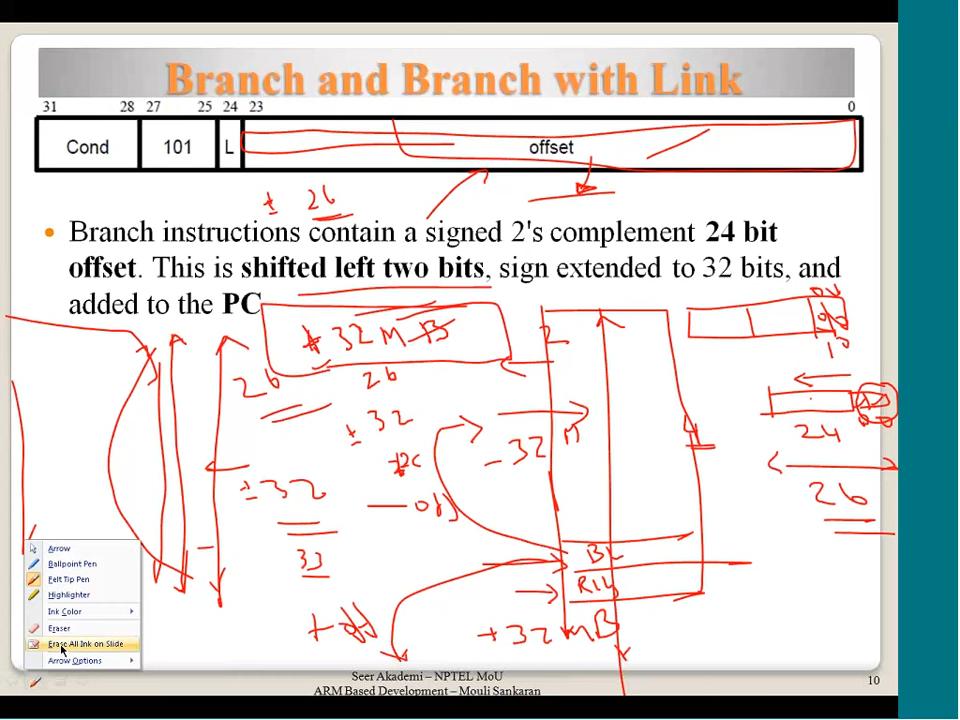 Branch and Branch with Link
31 28 27 25 24 23 0
Cond 101 L offset
± 26
Branch instructions contain a signed 2's complement 24 bit
offset. This is shifted left two bits, sign extended to 32 bits, and
added to the PC
32 M B
26 26
± 32
- 32 M
24
26
± 32
- off
32
BL
+ off
+ 32 MB
Arrow
Ballpoint Pen
Felt Tip Pen
Highlighter
Ink Color
Eraser
Erase All Ink on Slide
Arrow Options
Seer Akademi – NPTEL MoU
ARM Based Development – Mouli Sankaran
10